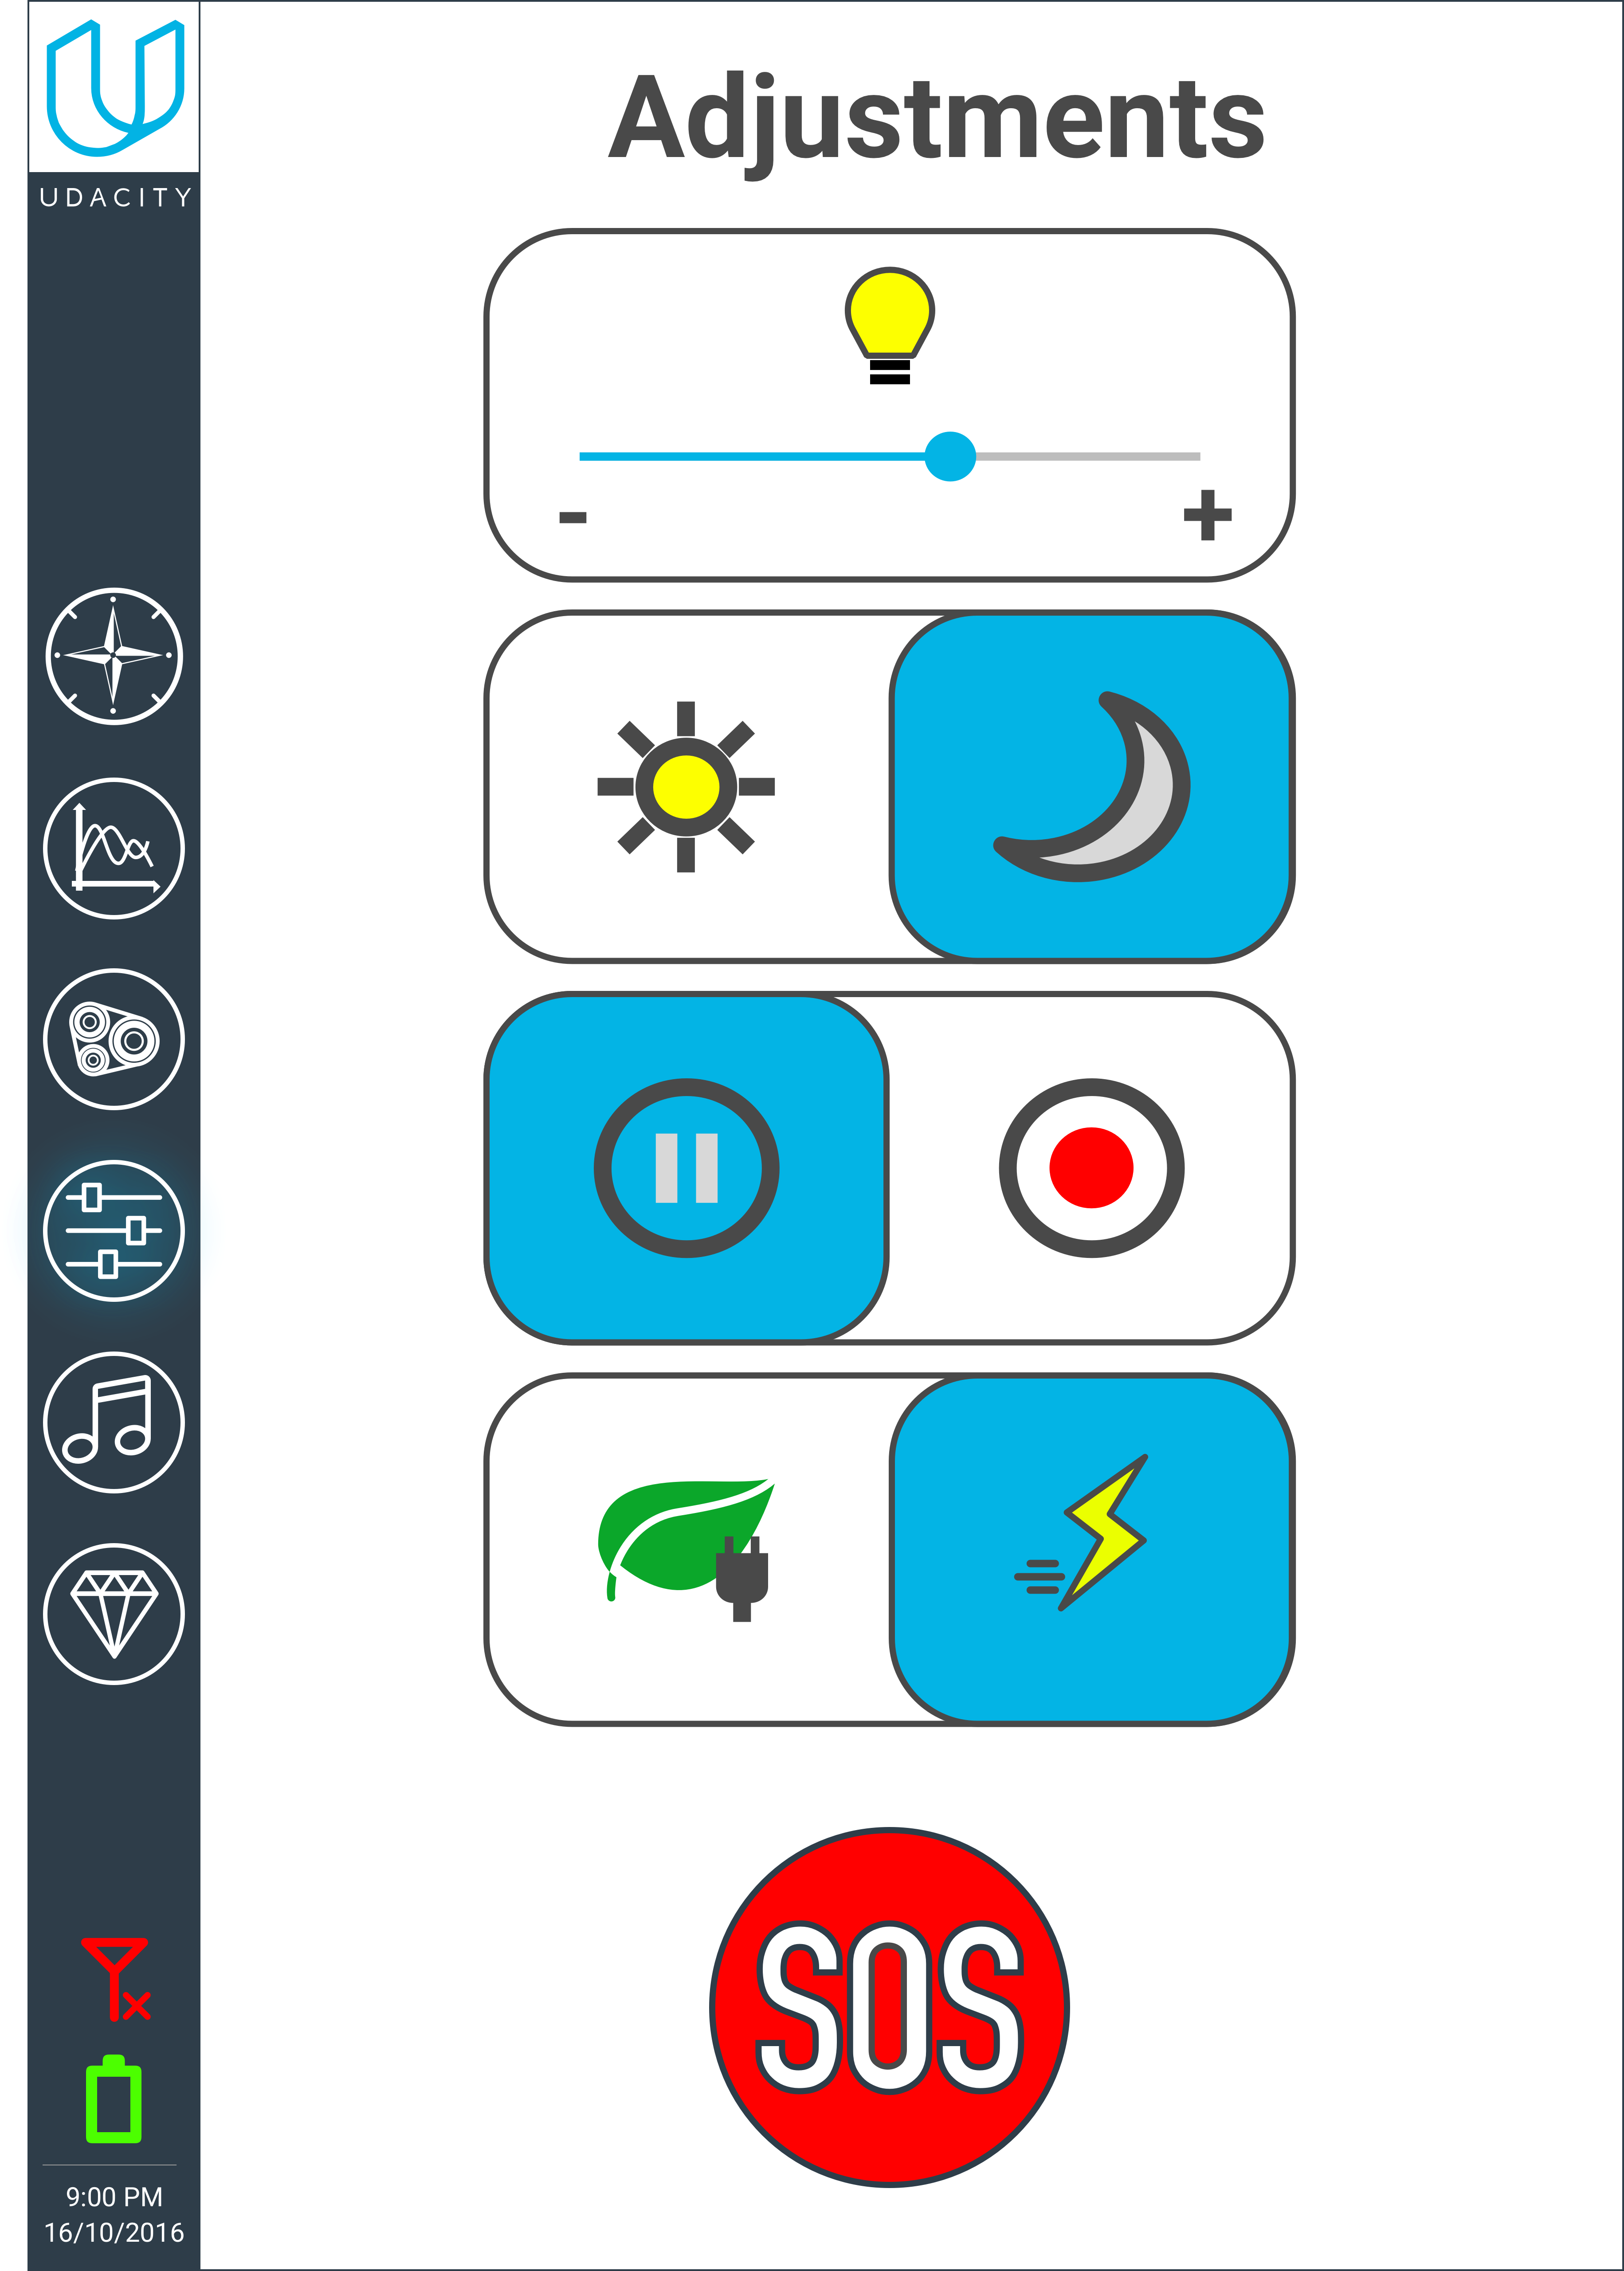 UDACITY
Adjustments
- +
SOS
9:00 PM
16/10/2016